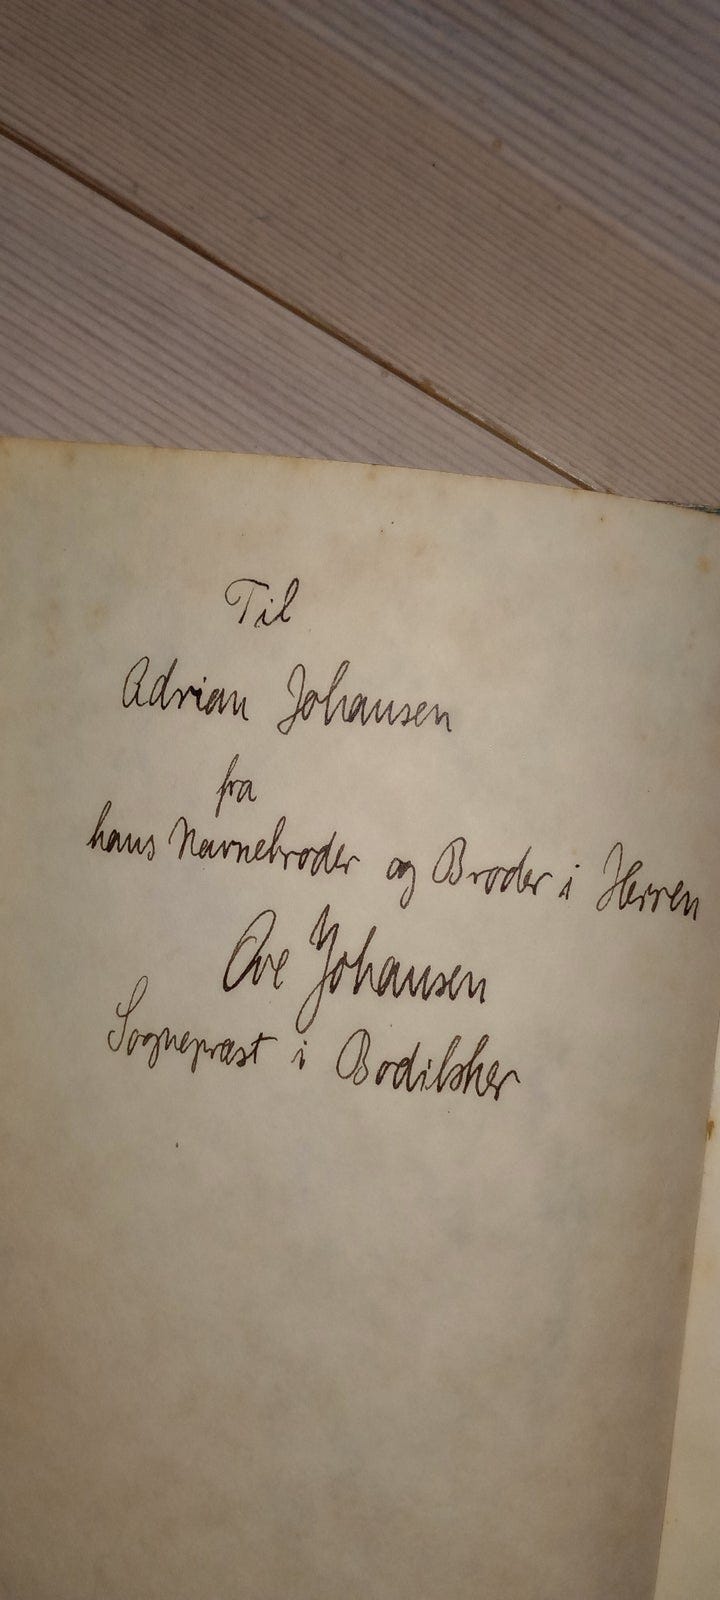 Til
Adrian Johansen
fra
hans Navnebroder og Broder i Herren
Ove Johansen
Sognepræst i Bodilsker